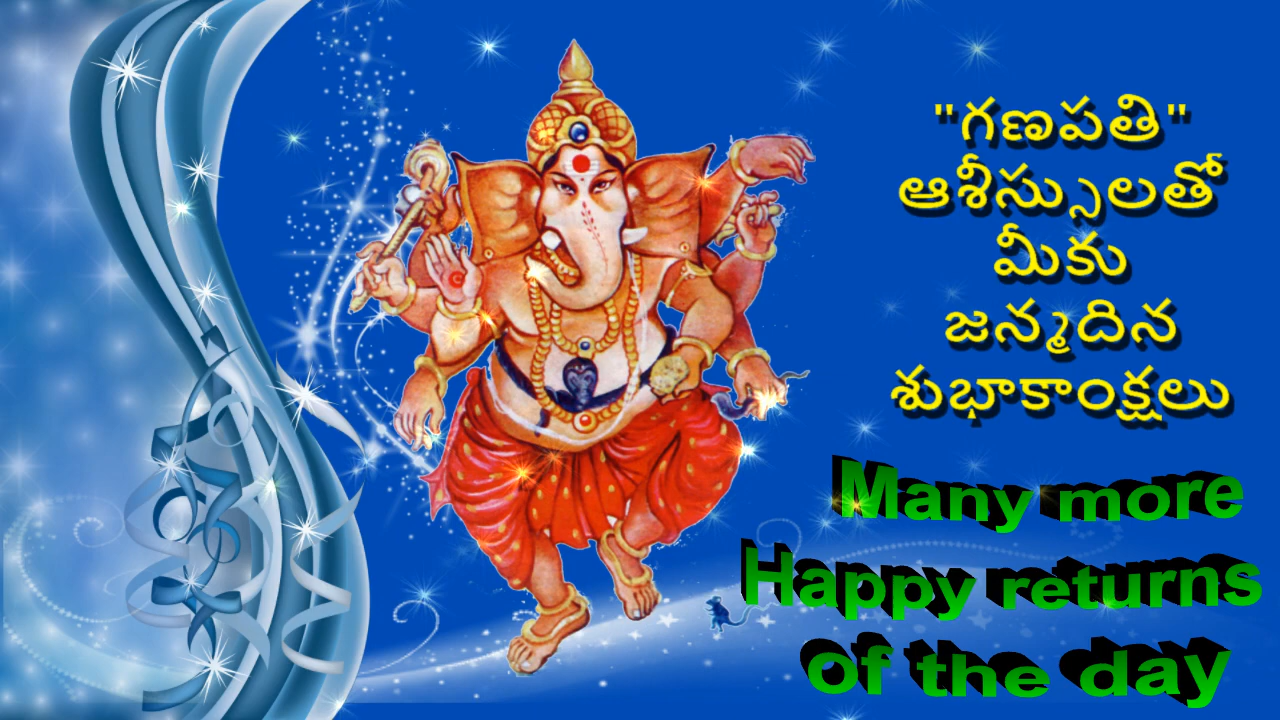 "గణపతి"
ఆశీస్సులతో
మీకు
జన్మదిన
శుభాకాంక్షలు
Many more
Happy returns
of the day